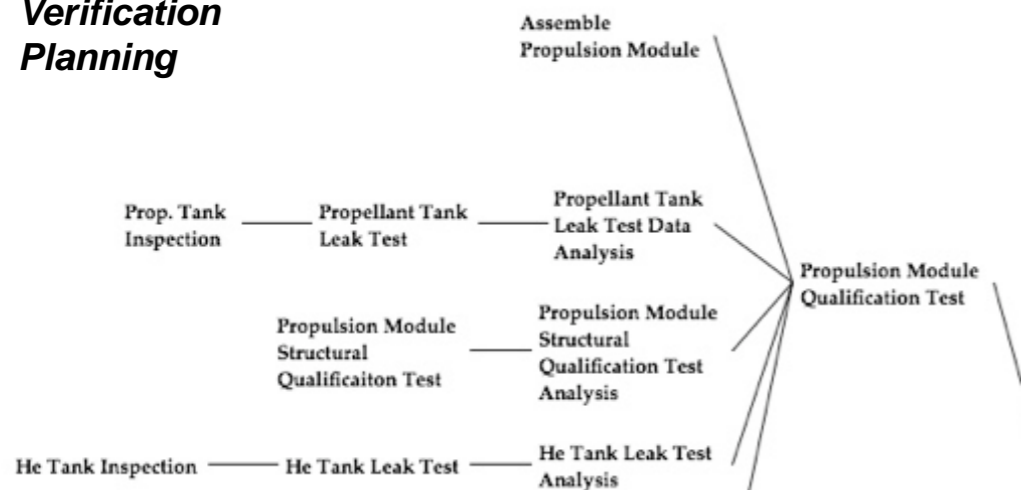 Verification
Planning
Assemble
Propulsion Module
Prop. Tank
Inspection
Propellant Tank
Leak Test
Propellant Tank
Leak Test Data
Analysis
Propulsion Module
Qualification Test
Propulsion Module
Structural
Qualificaiton Test
Propulsion Module
Structural
Qualification Test
Analysis
He Tank Inspection
He Tank Leak Test
He Tank Leak Test
Analysis